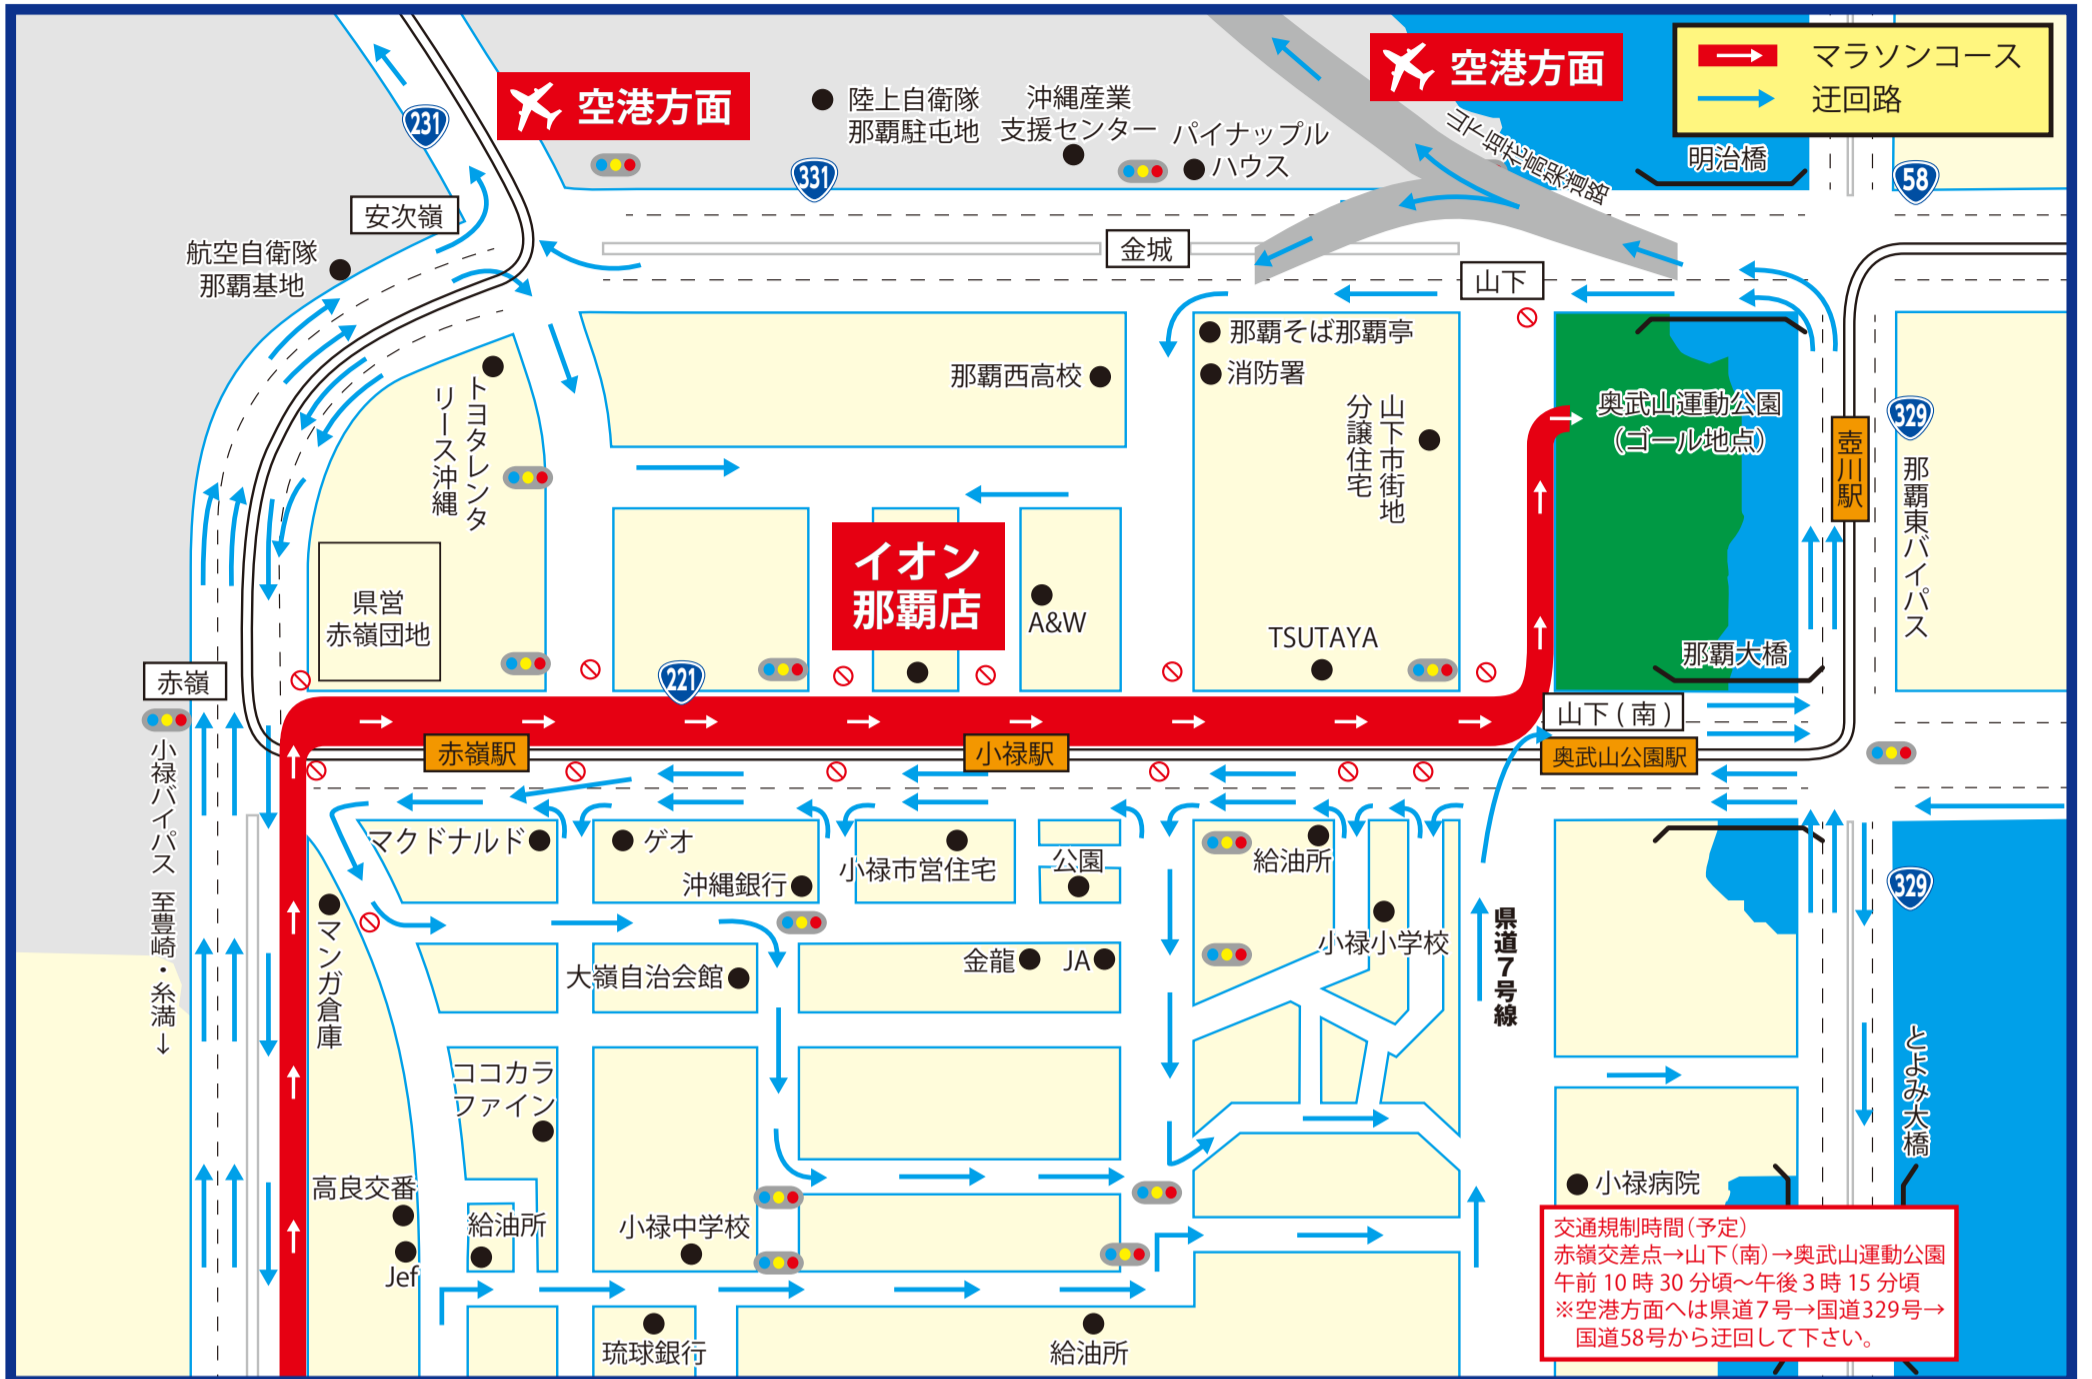 空港方面
空港方面
マラソンコース
迂回路
231
陸上自衛隊
那覇駐屯地
沖縄産業
支援センター
パイナップル
ハウス
山下垣花高架道路
明治橋
58
331
安次嶺
航空自衛隊
那覇基地
金城
山下
那覇そば那覇亭
消防署
那覇西高校
トヨタレンタ
リース沖縄
山下市街地
分譲住宅
奥武山運動公園
(ゴール地点)
壺川駅
329
那覇東バイパス
イオン
那覇店
県営
赤嶺団地
A&W
TSUTAYA
那覇大橋
赤嶺
221
山下(南)
赤嶺駅
小禄駅
奥武山公園駅
小禄バイパス 至豊崎・糸満→
マクドナルド
ゲオ
沖縄銀行
小禄市営住宅
公園
給油所
小禄小学校
329
マンガ倉庫
県道7号線
大嶺自治会館
金龍
JA
ココカラ
ファイン
とよみ大橋
高良交番
Jef
給油所
小禄中学校
小禄病院
琉球銀行
給油所
交通規制時間(予定)
赤嶺交差点→山下(南)→奥武山運動公園
午前10時30分頃～午後3時15分頃
※空港方面へは県道7号→国道329号→
国道58号から迂回して下さい。